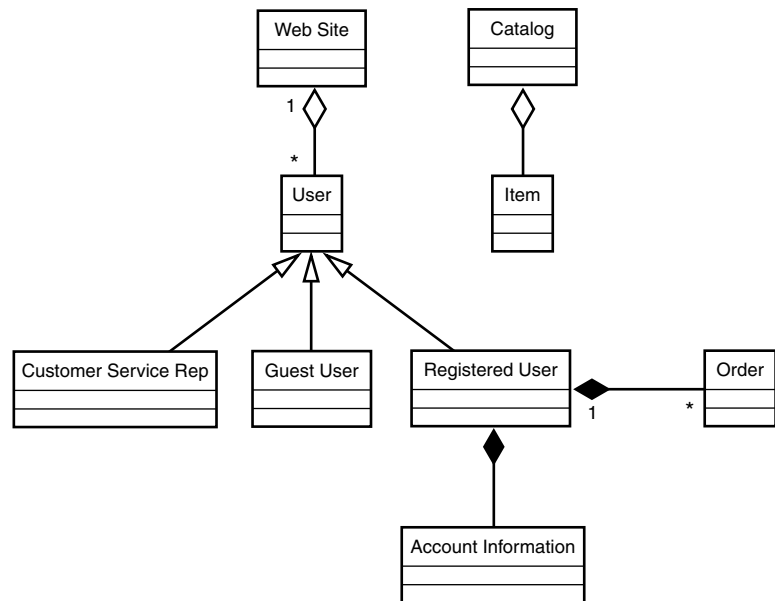 Web Site
Catalog
1
*
User
Item
Customer Service Rep
Guest User
Registered User
Order
1
*
Account Information